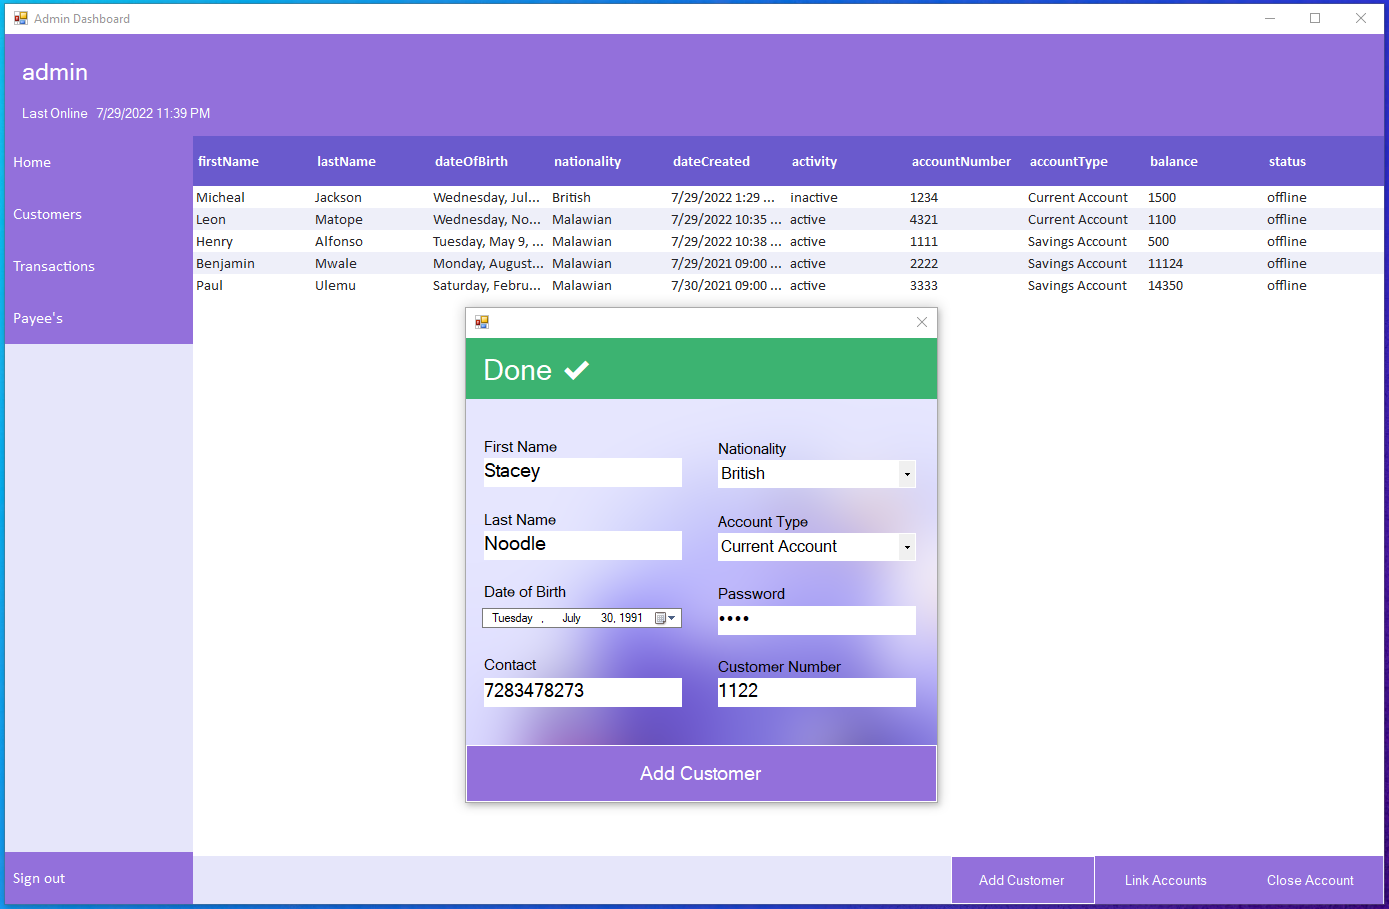 Admin Dashboard
admin
Last Online 7/29/2022 11:39 PM
Home
Customers
Transactions
Payee's
Sign out
firstName lastName dateOfBirth nationality dateCreated activity accountNumber accountType balance status
Micheal Jackson Wednesday, Jul... British 7/29/2022 1:29 ... inactive 1234 Current Account 1500 offline
Leon Matope Wednesday, No... Malawian 7/29/2022 10:35 ... active 4321 Current Account 1100 offline
Henry Alfonso Tuesday, May 9, ... Malawian 7/29/2022 10:38 ... active 1111 Savings Account 500 offline
Benjamin Mwale Monday, August... Malawian 7/29/2021 09:00 ... active 2222 Savings Account 11124 offline
Paul Ulemu Saturday, Febru... Malawian 7/30/2021 09:00 ... active 3333 Savings Account 14350 offline
Done
First Name
Stacey
Last Name
Noodle
Date of Birth
Tuesday , July 30, 1991
Contact
7283478273
Nationality
British
Account Type
Current Account
Password
••••
Customer Number
1122
Add Customer
Add Customer Link Accounts Close Account